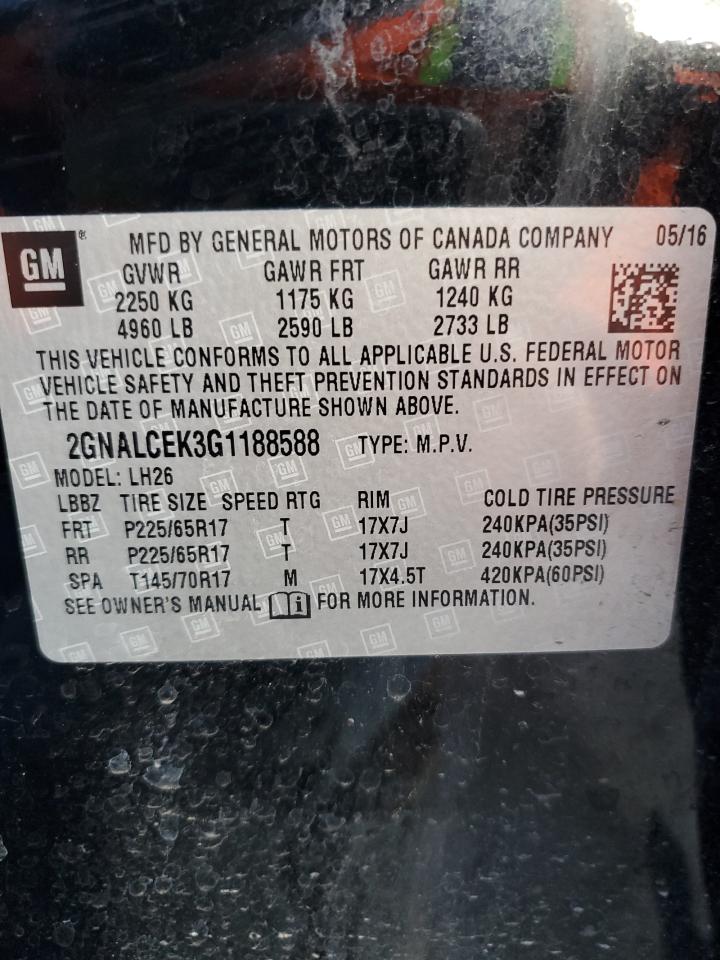 GM ® MFD BY GENERAL MOTORS OF CANADA COMPANY 05/16
GVWR GAWR FRT GAWR RR
2250 KG 1175 KG 1240 KG
4960 LB 2590 LB 2733 LB
THIS VEHICLE CONFORMS TO ALL APPLICABLE U.S. FEDERAL MOTOR
VEHICLE SAFETY AND THEFT PREVENTION STANDARDS IN EFFECT ON
THE DATE OF MANUFACTURE SHOWN ABOVE.
2GNALCEK3G1188588 TYPE: M.P.V.
MODEL: LH26
LBBZ TIRE SIZE SPEED RTG RIM COLD TIRE PRESSURE
FRT P225/65R17 T 17X7J 240KPA(35PSI)
RR P225/65R17 T 17X7J 240KPA(35PSI)
SPA T145/70R17 M 17X4.5T 420KPA(60PSI)
SEE OWNER'S MANUAL i FOR MORE INFORMATION.